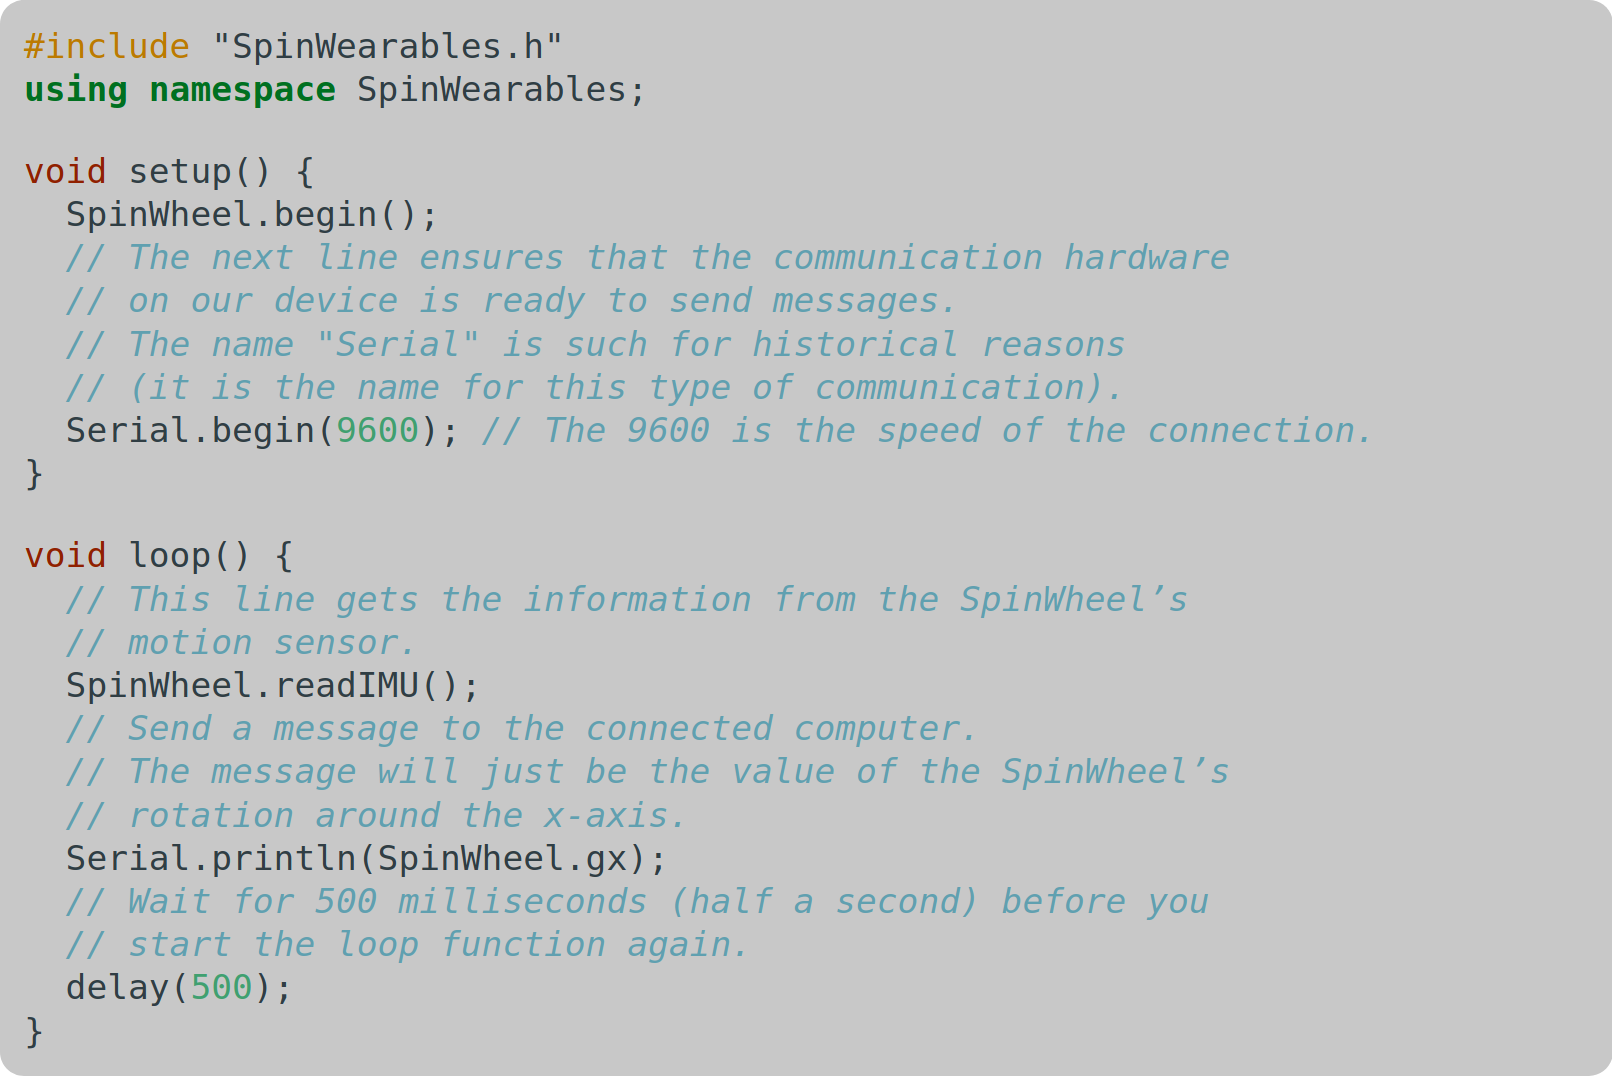 #include "SpinWearables.h"
using namespace SpinWearables;

void setup() {
  SpinWheel.begin();
  // The next line ensures that the communication hardware
  // on our device is ready to send messages.
  // The name "Serial" is such for historical reasons
  // (it is the name for this type of communication).
  Serial.begin(9600); // The 9600 is the speed of the connection.
}

void loop() {
  // This line gets the information from the SpinWheel’s
  // motion sensor.
  SpinWheel.readIMU();
  // Send a message to the connected computer.
  // The message will just be the value of the SpinWheel’s
  // rotation around the x-axis.
  Serial.println(SpinWheel.gx);
  // Wait for 500 milliseconds (half a second) before you
  // start the loop function again.
  delay(500);
}